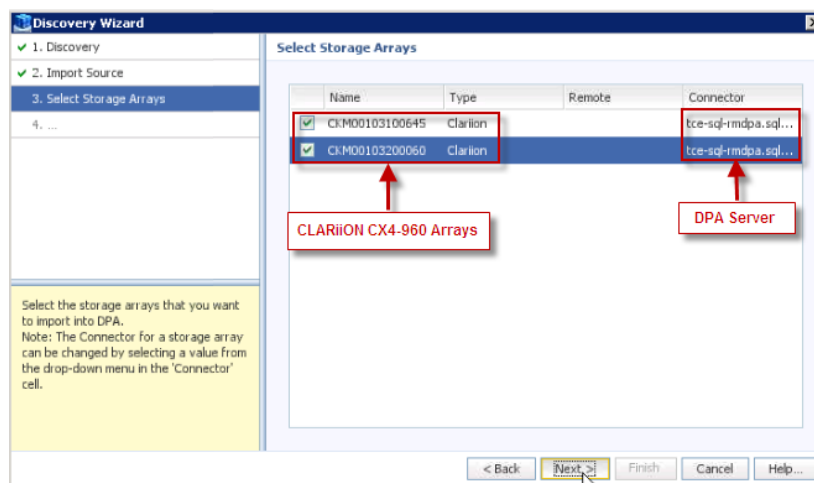 Discovery Wizard
✔ 1. Discovery
✔ 2. Import Source
3. Select Storage Arrays
4. ...
Select Storage Arrays
Name Type Remote Connector
CKM00103100645 Clariion tce-sql-rmdpa.sql...
CKM00103200060 Clariion tce-sql-rmdpa.sql...
CLARiiON CX4-960 Arrays
DPA Server
Select the storage arrays that you want
to import into DPA.
Note: The Connector for a storage array
can be changed by selecting a value from
the drop-down menu in the 'Connector'
cell.
< Back Next > Finish Cancel Help...